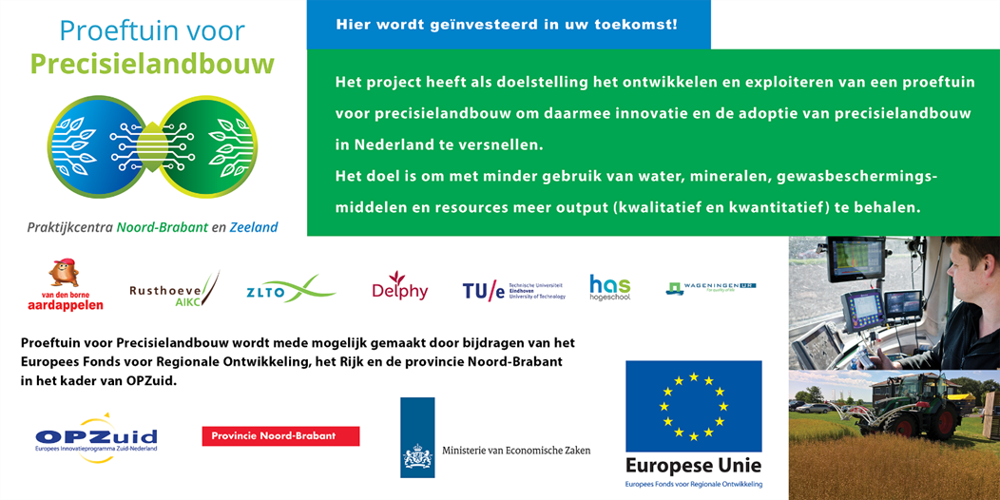 Proeftuin voor
Precisielandbouw
Praktijkcentra Noord-Brabant en Zeeland
Hier wordt geïnvesteerd in uw toekomst!
Het project heeft als doelstelling het ontwikkelen en exploiteren van een proeftuin
voor precisielandbouw om daarmee innovatie en de adoptie van precisielandbouw
in Nederland te versnellen.
Het doel is om met minder gebruik van water, mineralen, gewasbeschermings-
middelen en resources meer output (kwalitatief en kwantitatief) te behalen.
van den borne
aardappelen
Rusthoeve
AIKC
ZLTO
Delphy
TU/e
Technische Universiteit
Eindhoven
University of Technology
has
hogeschool
WAGENINGEN UR
For quality of life
Proeftuin voor Precisielandbouw wordt mede mogelijk gemaakt door bijdragen van het
Europees Fonds voor Regionale Ontwikkeling, het Rijk en de provincie Noord-Brabant
in het kader van OPZuid.
OPZuid
Europees Innovatieprogramma Zuid-Nederland
Provincie Noord-Brabant
Ministerie van Economische Zaken
Europese Unie
Europees Fonds voor Regionale Ontwikkeling